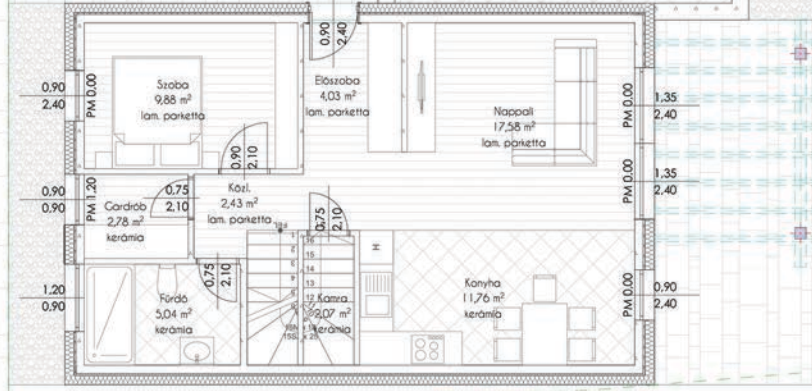 0,90
2,40
0,90
2,40
PM 0.00
Szoba
9,88 m²
lam. parketta
Előszoba
4,03 m²
lam. parketta
Nappali
17,58 m²
lam. parketta
PM 0.00
1,35
2,40
0,90
2,10
PM 0.00
1,35
2,40
0,90
0,90
PM 1.20
0,75
2,10
Gardrób
2,78 m²
kerámia
Közl.
2,43 m²
lam. parketta
0,75
2,10
0,75
2,10
H
1,20
0,90
Fürdő
5,04 m²
kerámia
16
15
14
13
12
Kamra
2,07 m²
kerámia
Konyha
11,76 m²
kerámia
PM 0.00
0,90
2,40